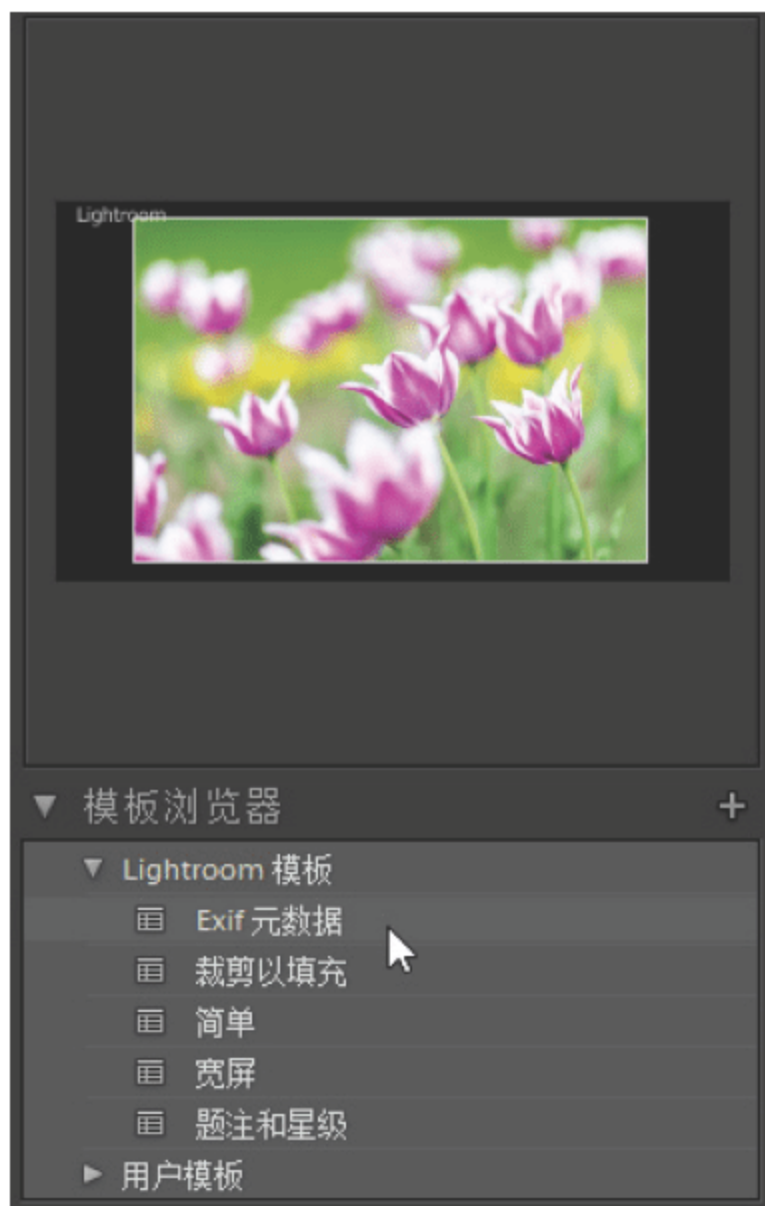 Lightroom
模板浏览器
Lightroom 模板
Exif 元数据
裁剪以填充
简单
宽屏
题注和星级
用户模板